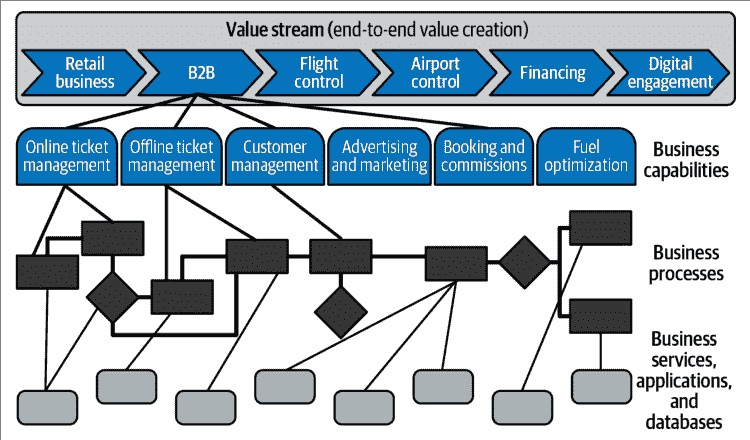 Value stream (end-to-end value creation)
Retail
business
B2B
Flight
control
Airport
control
Financing
Digital
engagement
Online ticket
management
Offline ticket
management
Customer
management
Advertising
and marketing
Booking and
commissions
Fuel
optimization
Business
capabilities
Business
processes
Business
services,
applications,
and
databases